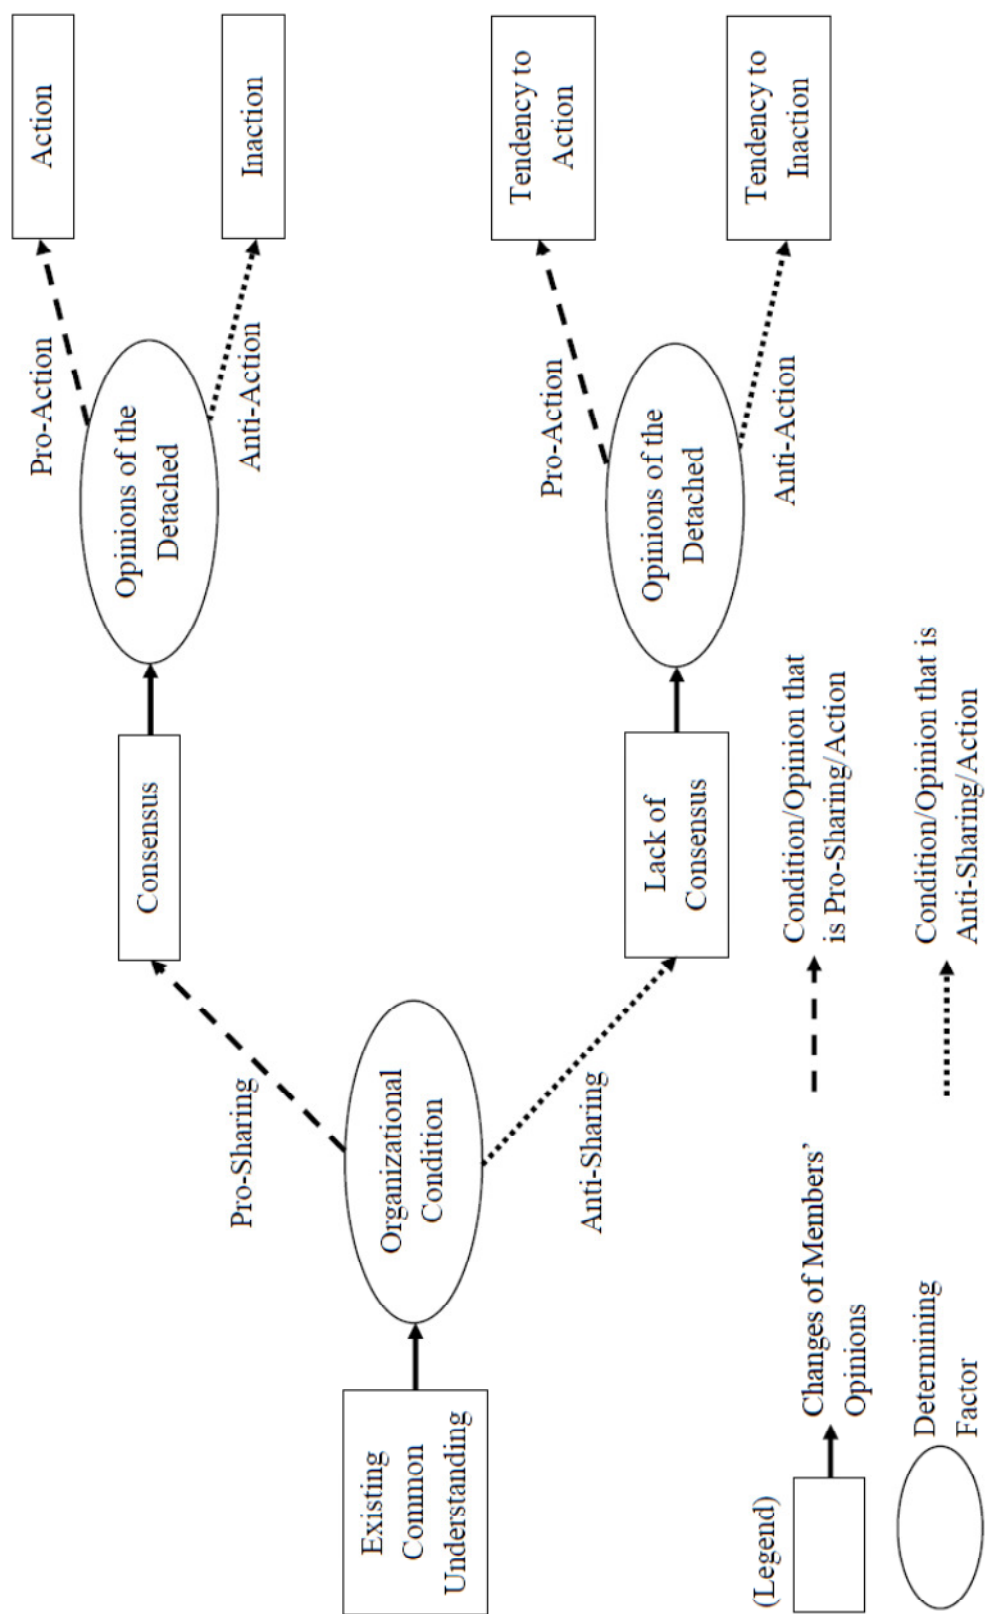 Existing
Common
Understanding
Organizational
Condition
Pro-Sharing
Anti-Sharing
Consensus
Lack of
Consensus
Opinions of the
Detached
Pro-Action
Anti-Action
Action
Inaction
Opinions of the
Detached
Pro-Action
Anti-Action
Tendency to
Action
Tendency to
Inaction
(Legend)
Changes of Members’
Opinions
Determining
Factor
Condition/Opinion that
is Pro-Sharing/Action
Condition/Opinion that is
Anti-Sharing/Action